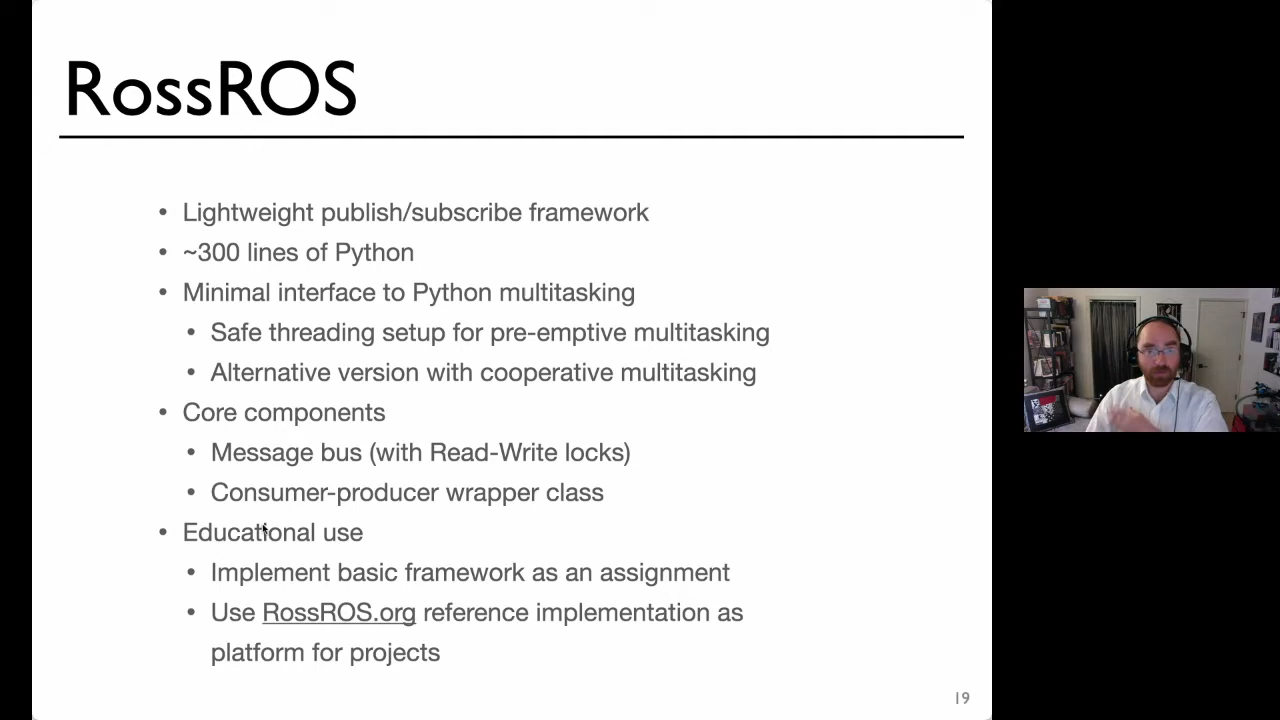 RossROS
• Lightweight publish/subscribe framework
• ~300 lines of Python
• Minimal interface to Python multitasking
• Safe threading setup for pre-emptive multitasking
• Alternative version with cooperative multitasking
• Core components
• Message bus (with Read-Write locks)
• Consumer-producer wrapper class
• Educational use
• Implement basic framework as an assignment
• Use RossROS.org reference implementation as
platform for projects
19